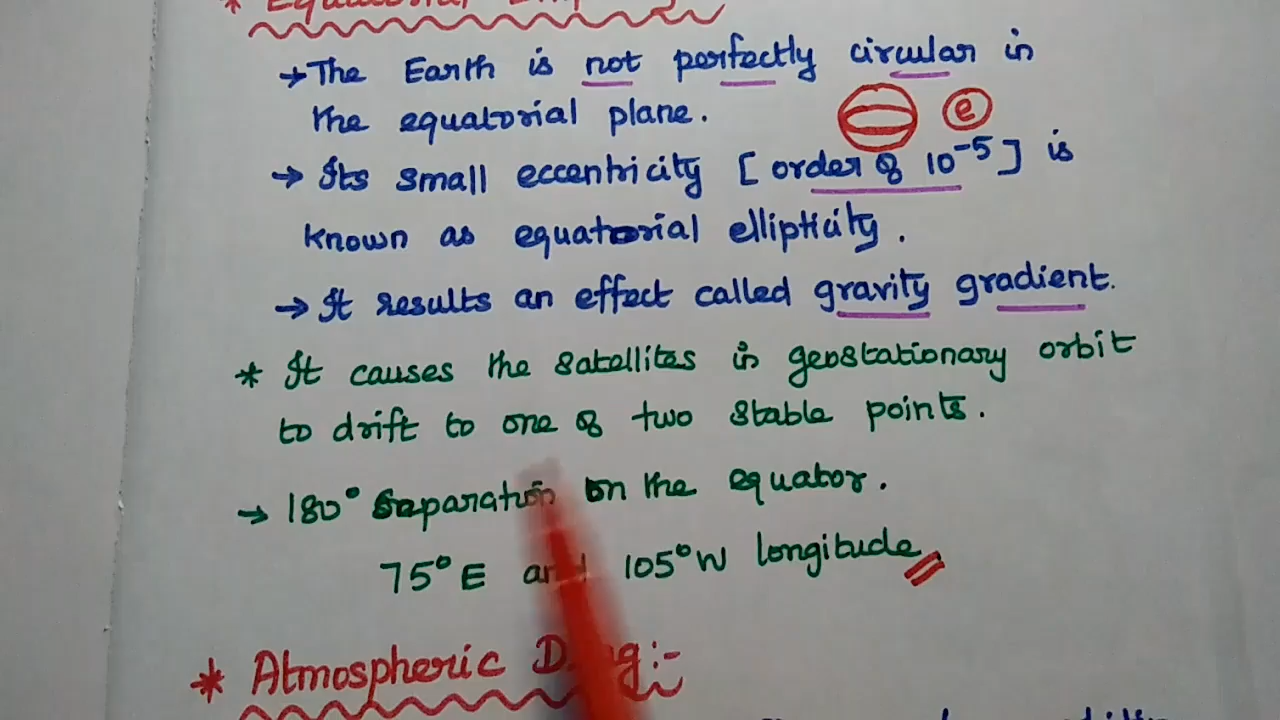 * Equatorial
→ The Earth is not perfectly circular in
the equatorial plane.
e
→ Its small eccentricity [order of 10⁻⁵] is
known as equatorial ellipticity.
→ It results an effect called gravity gradient.
* It causes the satellites in geostationary orbit
to drift to one of two stable points.
→ 180° Separation on the equator.
75°E and 105°W longitude
* Atmospheric Drag:-